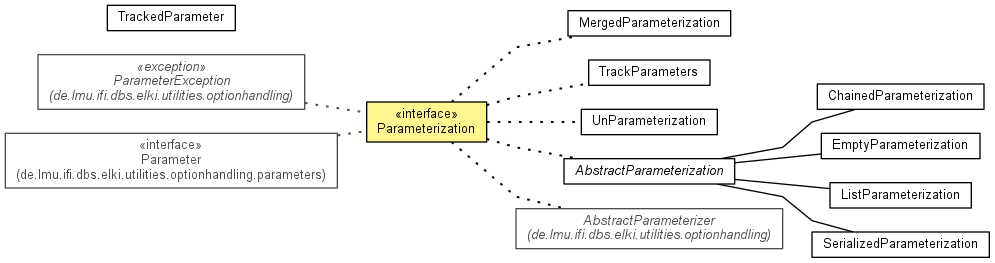 TrackedParameter
«exception»
ParameterException
(de.lmu.ifi.dbs.elki.utilities.optionhandling)
«interface»
Parameter
(de.lmu.ifi.dbs.elki.utilities.optionhandling.parameters)
«interface»
Parameterization
MergedParameterization
TrackParameters
UnParameterization
AbstractParameterization
AbstractParameterizer
(de.lmu.ifi.dbs.elki.utilities.optionhandling)
ChainedParameterization
EmptyParameterization
ListParameterization
SerializedParameterization